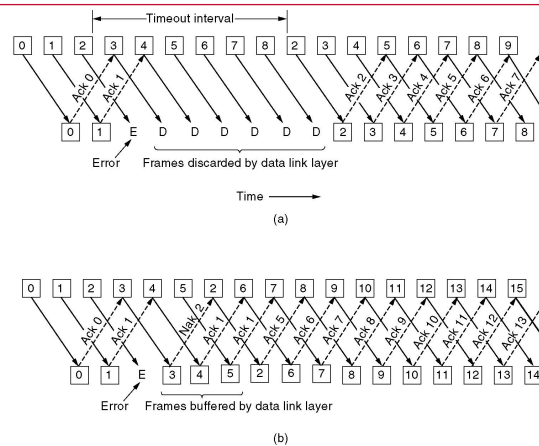 Timeout interval
0 1 2 3 4 5 6 7 8 2 3 4 5 6 7 8 9
Ack 0 Ack 1 Ack 2 Ack 3 Ack 4 Ack 5 Ack 6 Ack 7
0 1 E D D D D D D 2 3 4 5 6 7 8
Error
Frames discarded by data link layer
Time
(a)
0 1 2 3 4 5 2 6 7 8 9 10 11 12 13 14 15
Ack 0 Ack 1 Nak 2 Ack 1 Ack 1 Ack 5 Ack 6 Ack 7 Ack 8 Ack 9 Ack 10 Ack 11 Ack 12 Ack 13
0 1 E 3 4 5 2 6 7 8 9 10 11 12 13 14
Error
Frames buffered by data link layer
(b)